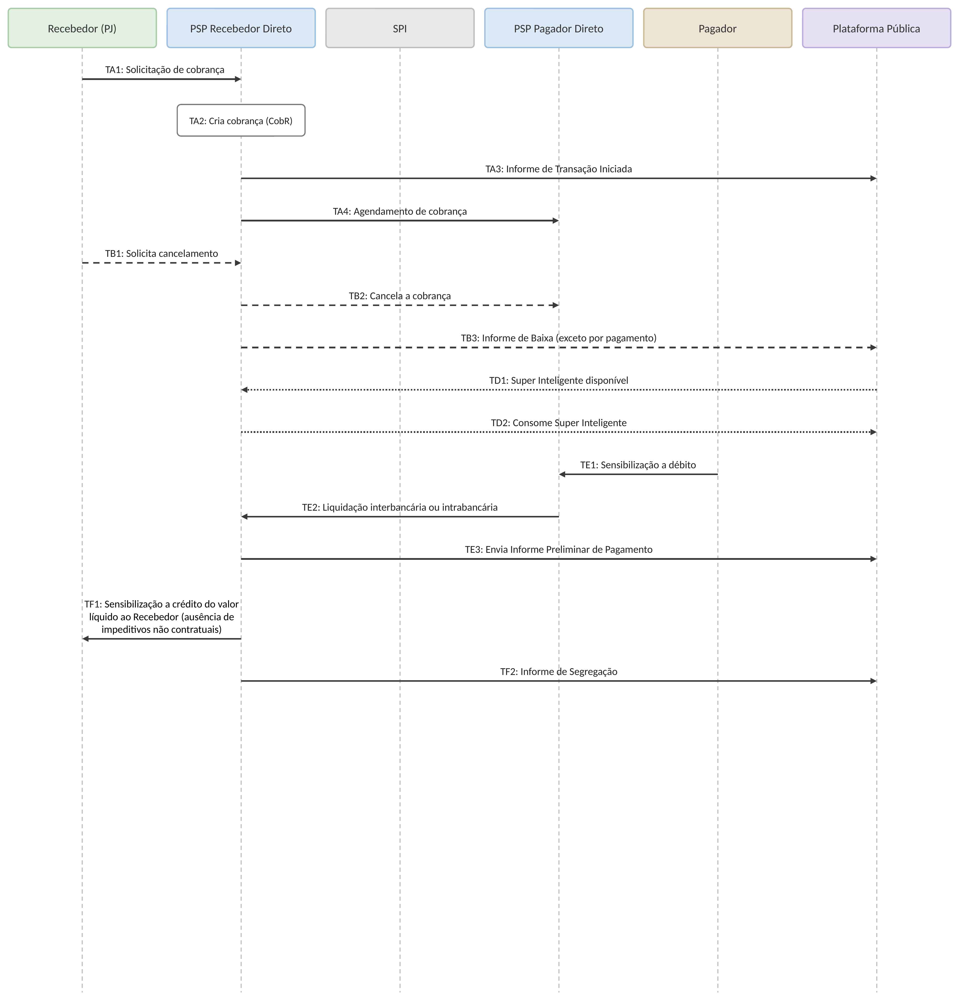 Recebedor (PJ)
PSP Recebedor Direto
SPI
PSP Pagador Direto
Pagador
Plataforma Pública
TA1: Solicitação de cobrança
TA2: Cria cobrança (CobR)
TA3: Informe de Transação Iniciada
TA4: Agendamento de cobrança
TB1: Solicita cancelamento
TB2: Cancela a cobrança
TB3: Informe de Baixa (exceto por pagamento)
TD1: Super Inteligente disponível
TD2: Consome Super Inteligente
TE1: Sensibilização a débito
TE2: Liquidação interbancária ou intrabancária
TE3: Envia Informe Preliminar de Pagamento
TF1: Sensibilização a crédito do valor
líquido ao Recebedor (ausência de
impeditivos não contratuais)
TF2: Informe de Segregação